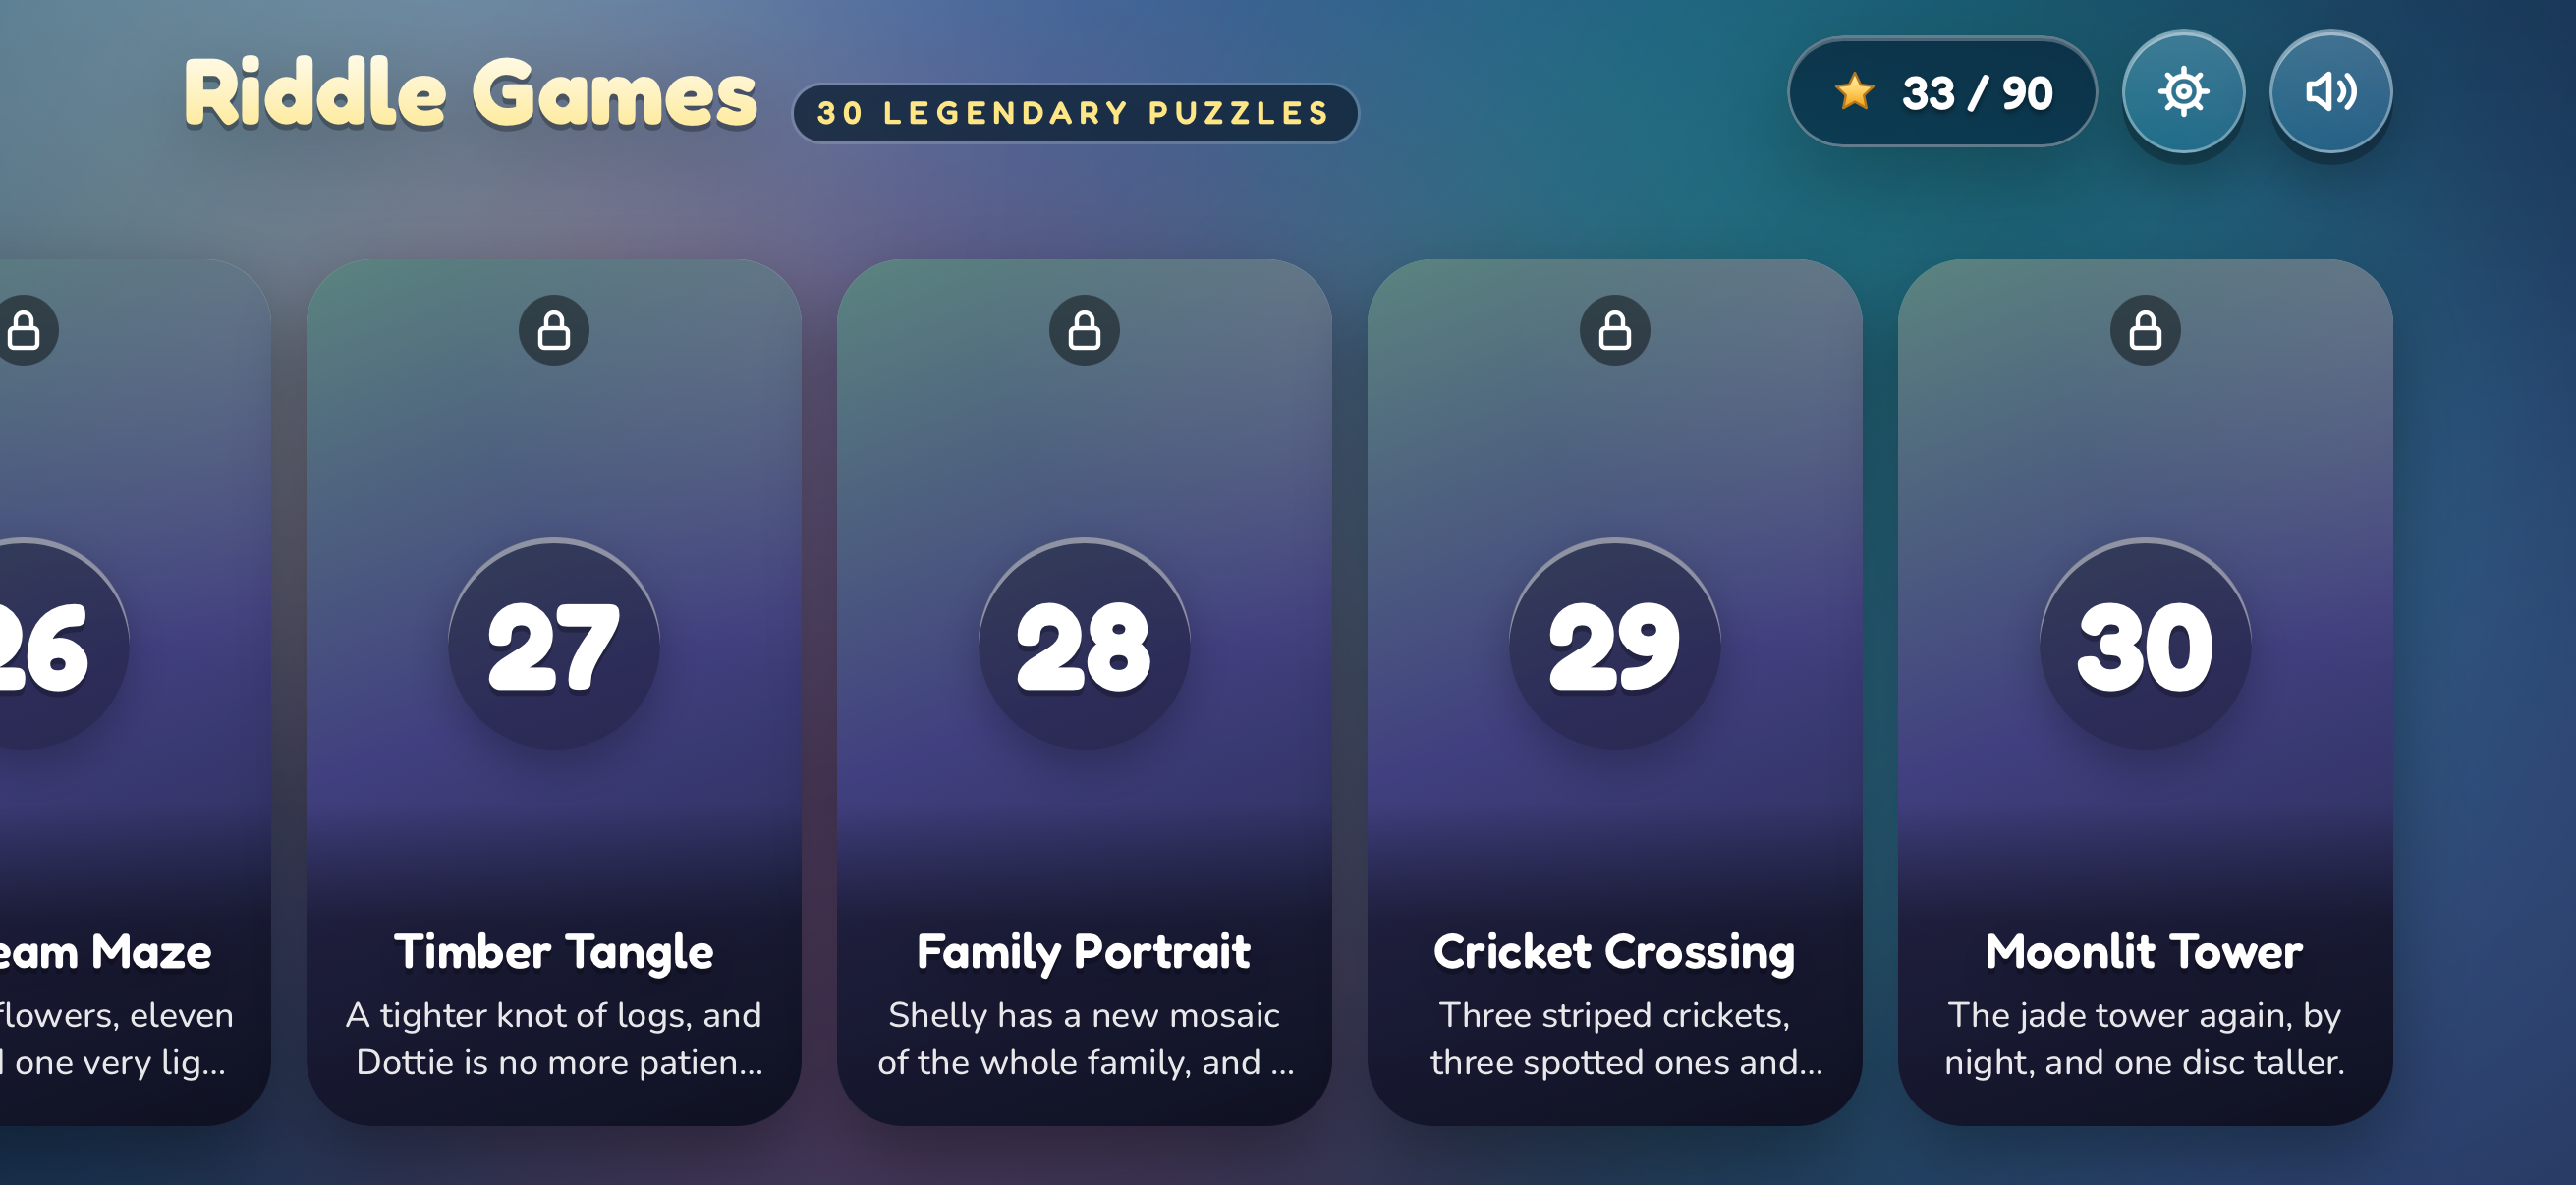 Riddle Games
30 LEGENDARY PUZZLES
33 / 90
26
27
28
29
30
eam Maze
flowers, eleven
one very lig...
Timber Tangle
A tighter knot of logs, and
Dottie is no more patien...
Family Portrait
Shelly has a new mosaic
of the whole family, and ...
Cricket Crossing
Three striped crickets,
three spotted ones and...
Moonlit Tower
The jade tower again, by
night, and one disc taller.